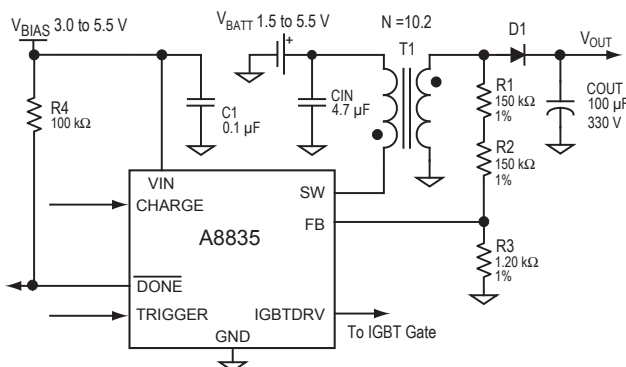 VBIAS 3.0 to 5.5 V
VBATT 1.5 to 5.5 V
N =10.2
T1
D1
VOUT
+
R4
100 kΩ
C1
0.1 µF
CIN
4.7 µF
R1
150 kΩ
1%
COUT
100 µF
330 V
R2
150 kΩ
1%
VIN
SW
CHARGE
FB
A8835
R3
1.20 kΩ
1%
DONE
TRIGGER
IGBTDRV
To IGBT Gate
GND